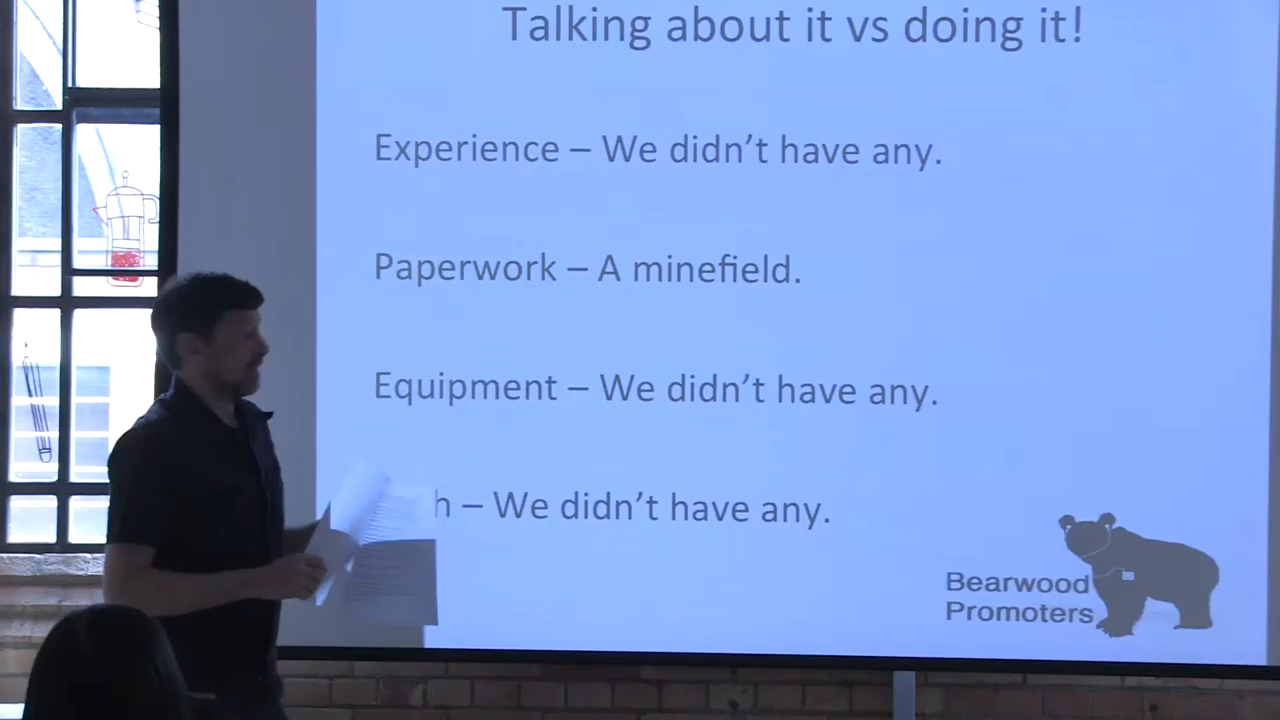 Talking about it vs doing it!
Experience – We didn't have any.
Paperwork – A minefield.
Equipment – We didn't have any.
– We didn't have any.
Bearwood
Promoters